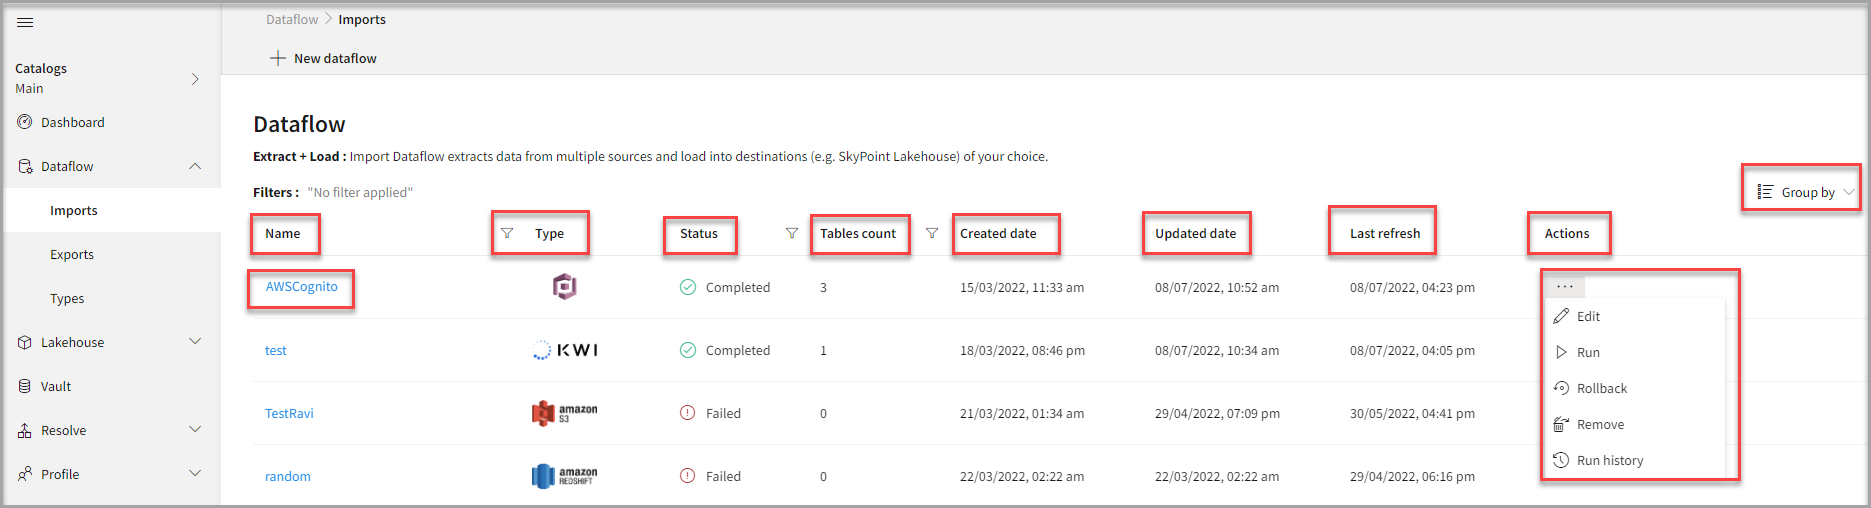 Dataflow > Imports
+ New dataflow
Catalogs
Main
Dashboard
Dataflow
Imports
Exports
Types
Lakehouse
Vault
Resolve
Profile
Dataflow
Extract + Load : Import Dataflow extracts data from multiple sources and load into destinations (e.g. SkyPoint Lakehouse) of your choice.
Filters : "No filter applied"
Group by
Name Type Status Tables count Created date Updated date Last refresh Actions
AWSCognito Completed 3 15/03/2022, 11:33 am 08/07/2022, 10:52 am 08/07/2022, 04:23 pm ...
test KWI Completed 1 18/03/2022, 08:46 pm 08/07/2022, 10:34 am 08/07/2022, 04:05 pm
TestRavi amazon S3 Failed 0 21/03/2022, 01:34 am 29/04/2022, 07:09 pm 30/05/2022, 04:41 pm
random amazon REDSHIFT Failed 0 22/03/2022, 02:22 am 22/03/2022, 02:22 am 29/04/2022, 06:16 pm
Edit
Run
Rollback
Remove
Run history